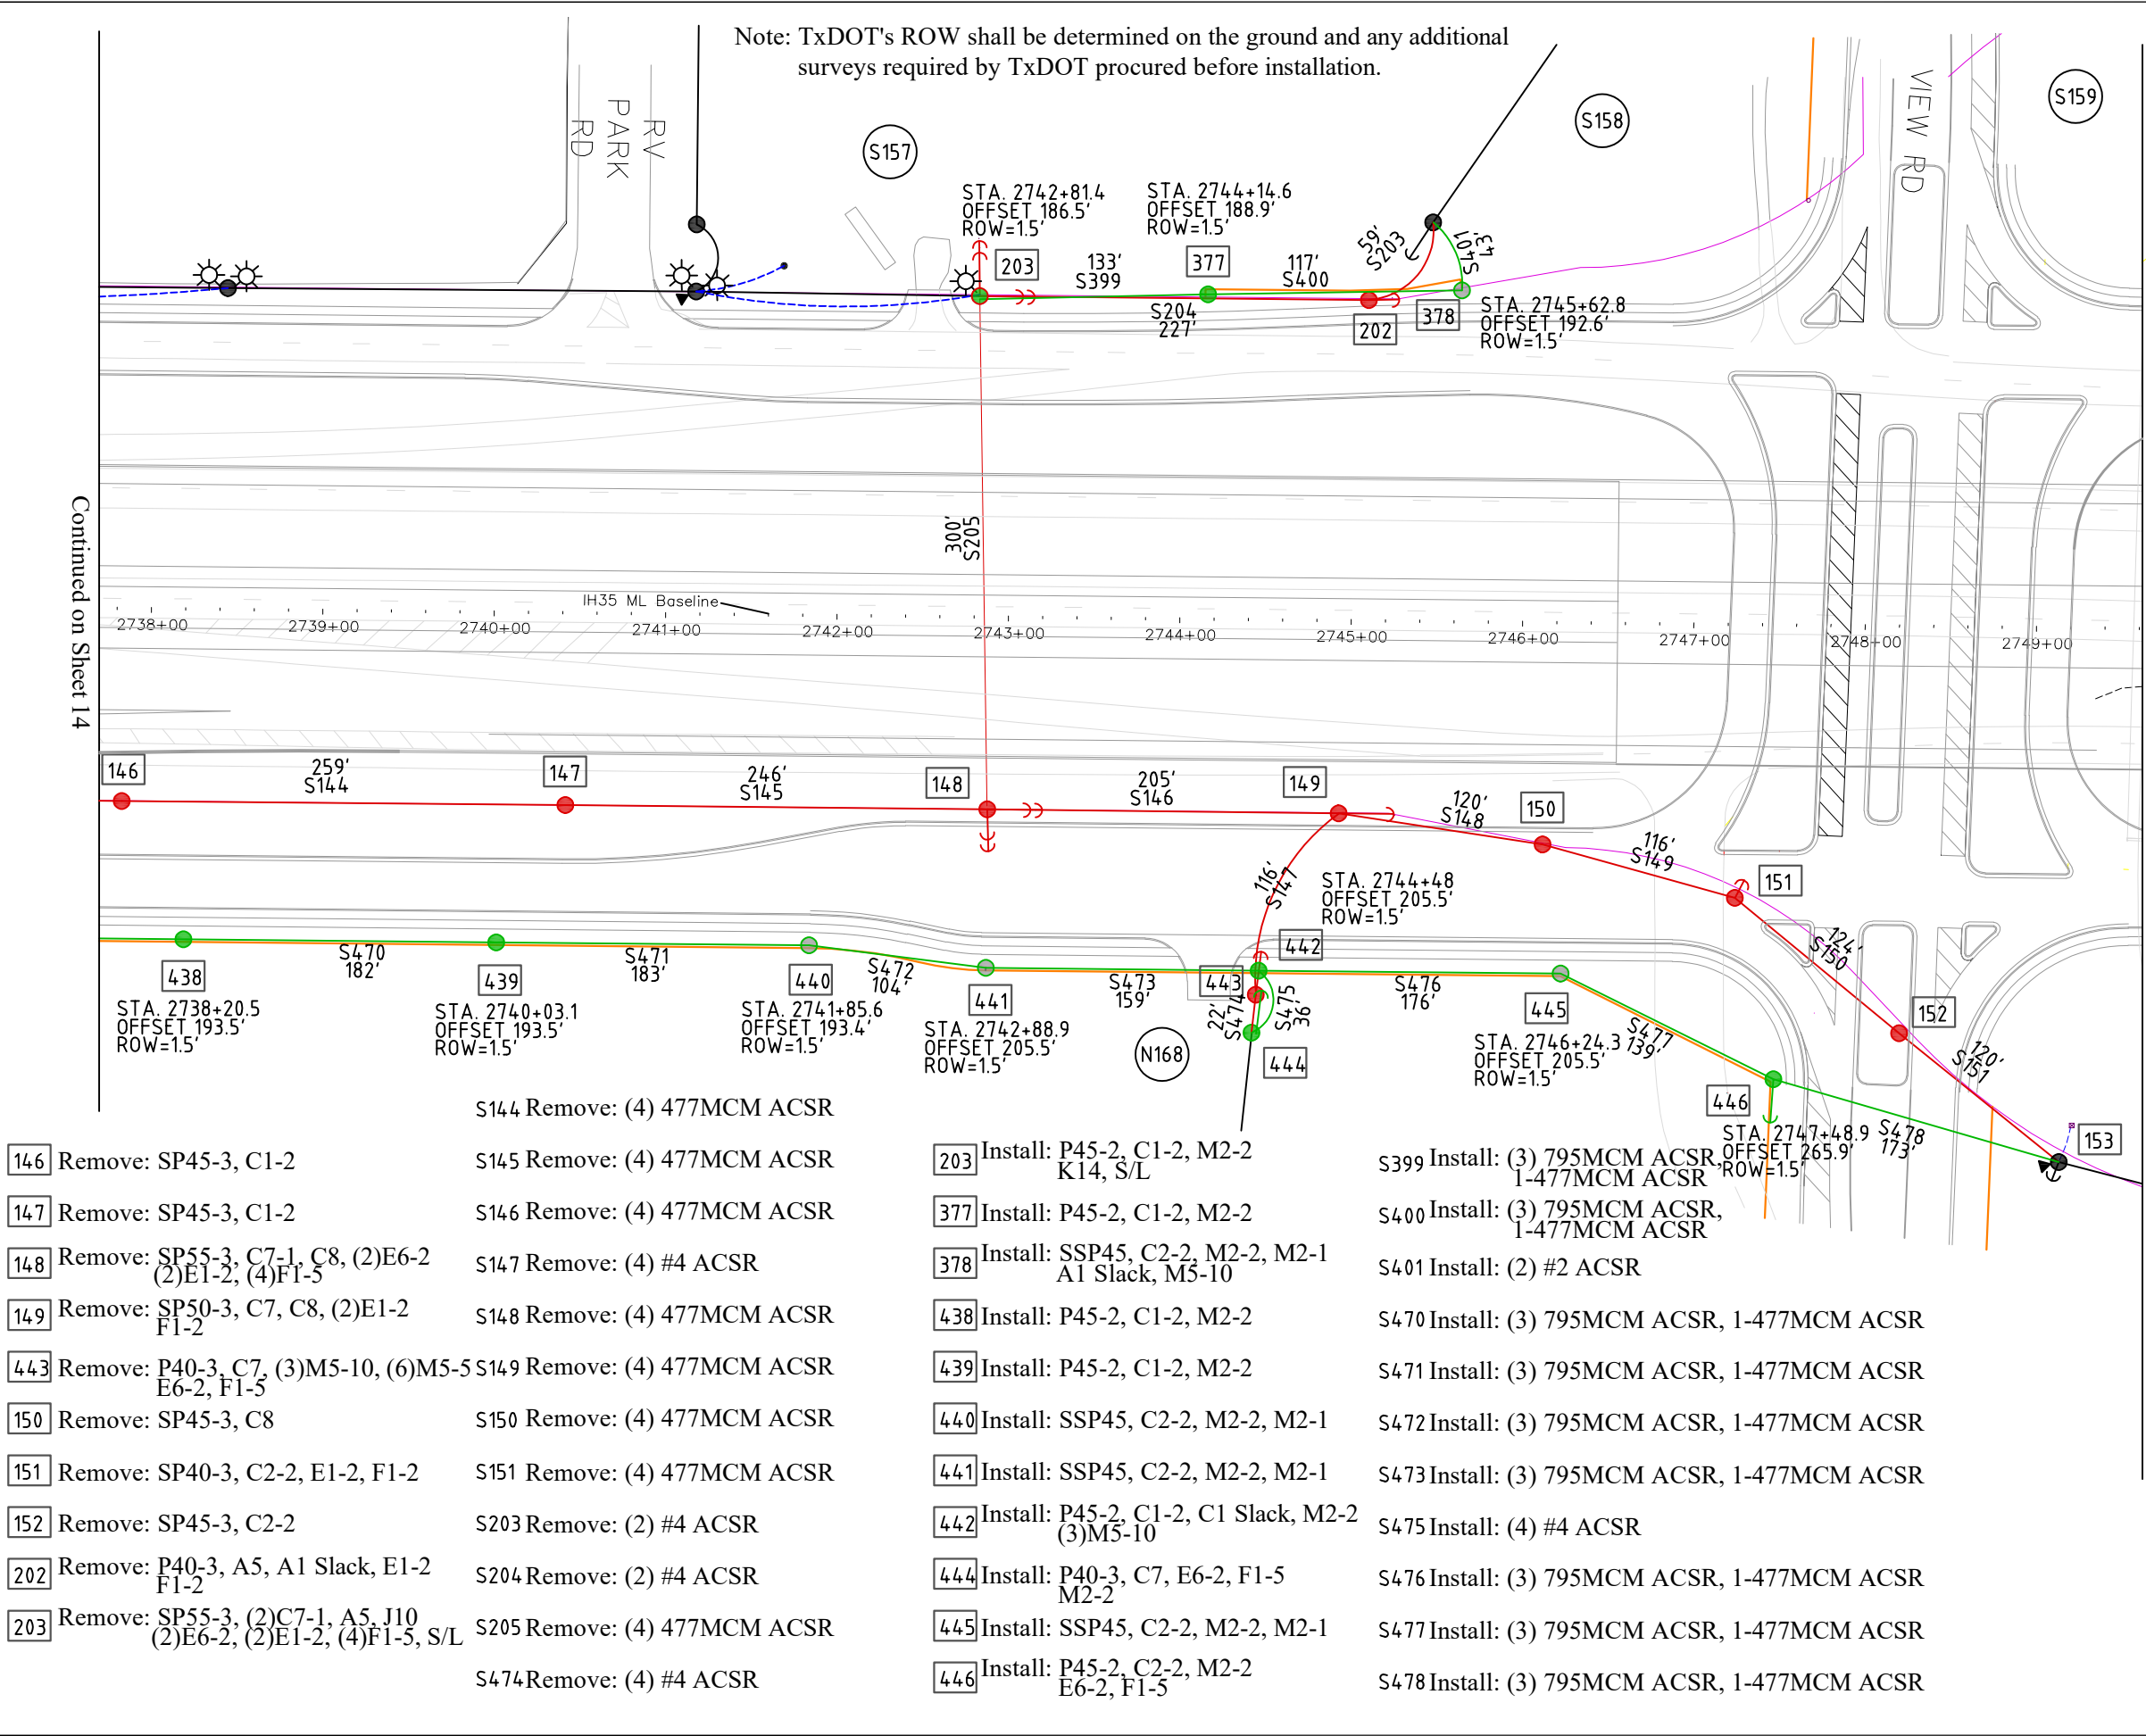 Note: TxDOT's ROW shall be determined on the ground and any additional
surveys required by TxDOT procured before installation.
RV
PARK
RD
VIEW RD
S157
S158
S159
STA. 2742+81.4
OFFSET 186.5'
ROW=1.5'
STA. 2744+14.6
OFFSET 188.9'
ROW=1.5'
203
133'
S399
377
117'
S400
59'
S203
43'
S401
S204
227'
202
378
STA. 2745+62.8
OFFSET 192.6'
ROW=1.5'
300'
S205
Continued on Sheet 14
IH35 ML Baseline
2738+00
2739+00
2740+00
2741+00
2742+00
2743+00
2744+00
2745+00
2746+00
2747+00
2748+00
2749+00
146
259'
S144
147
246'
S145
148
205'
S146
149
120'
S148
150
116'
S149
151
116'
S147
STA. 2744+48
OFFSET 205.5'
ROW=1.5'
442
124'
S150
152
120'
S151
153
438
S470
182'
439
S471
183'
440
S472
104'
441
S473
159'
443
22'
S474
S475
36'
444
S476
176'
445
S477
139'
446
S478
173'
N168
STA. 2738+20.5
OFFSET 193.5'
ROW=1.5'
STA. 2740+03.1
OFFSET 193.5'
ROW=1.5'
STA. 2741+85.6
OFFSET 193.4'
ROW=1.5'
STA. 2742+88.9
OFFSET 205.5'
ROW=1.5'
STA. 2746+24.3
OFFSET 205.5'
ROW=1.5'
STA. 2747+48.9
OFFSET 265.9'
ROW=1.5'
146 Remove: SP45-3, C1-2
147 Remove: SP45-3, C1-2
148 Remove: SP55-3, C7-1, C8, (2)E6-2
(2)E1-2, (4)F1-5
149 Remove: SP50-3, C7, C8, (2)E1-2
F1-2
443 Remove: P40-3, C7, (3)M5-10, (6)M5-5
E6-2, F1-5
150 Remove: SP45-3, C8
151 Remove: SP40-3, C2-2, E1-2, F1-2
152 Remove: SP45-3, C2-2
202 Remove: P40-3, A5, A1 Slack, E1-2
F1-2
203 Remove: SP55-3, (2)C7-1, A5, J10
(2)E6-2, (2)E1-2, (4)F1-5, S/L
S144 Remove: (4) 477MCM ACSR
S145 Remove: (4) 477MCM ACSR
S146 Remove: (4) 477MCM ACSR
S147 Remove: (4) #4 ACSR
S148 Remove: (4) 477MCM ACSR
S149 Remove: (4) 477MCM ACSR
S150 Remove: (4) 477MCM ACSR
S151 Remove: (4) 477MCM ACSR
S203 Remove: (2) #4 ACSR
S204 Remove: (2) #4 ACSR
S205 Remove: (4) 477MCM ACSR
S474 Remove: (4) #4 ACSR
203 Install: P45-2, C1-2, M2-2
K14, S/L
377 Install: P45-2, C1-2, M2-2
378 Install: SSP45, C2-2, M2-2, M2-1
A1 Slack, M5-10
438 Install: P45-2, C1-2, M2-2
439 Install: P45-2, C1-2, M2-2
440 Install: SSP45, C2-2, M2-2, M2-1
441 Install: SSP45, C2-2, M2-2, M2-1
442 Install: P45-2, C1-2, C1 Slack, M2-2
(3)M5-10
444 Install: P40-3, C7, E6-2, F1-5
M2-2
445 Install: SSP45, C2-2, M2-2, M2-1
446 Install: P45-2, C2-2, M2-2
E6-2, F1-5
S399 Install: (3) 795MCM ACSR,
1-477MCM ACSR
S400 Install: (3) 795MCM ACSR,
1-477MCM ACSR
S401 Install: (2) #2 ACSR
S470 Install: (3) 795MCM ACSR, 1-477MCM ACSR
S471 Install: (3) 795MCM ACSR, 1-477MCM ACSR
S472 Install: (3) 795MCM ACSR, 1-477MCM ACSR
S473 Install: (3) 795MCM ACSR, 1-477MCM ACSR
S475 Install: (4) #4 ACSR
S476 Install: (3) 795MCM ACSR, 1-477MCM ACSR
S477 Install: (3) 795MCM ACSR, 1-477MCM ACSR
S478 Install: (3) 795MCM ACSR, 1-477MCM ACSR